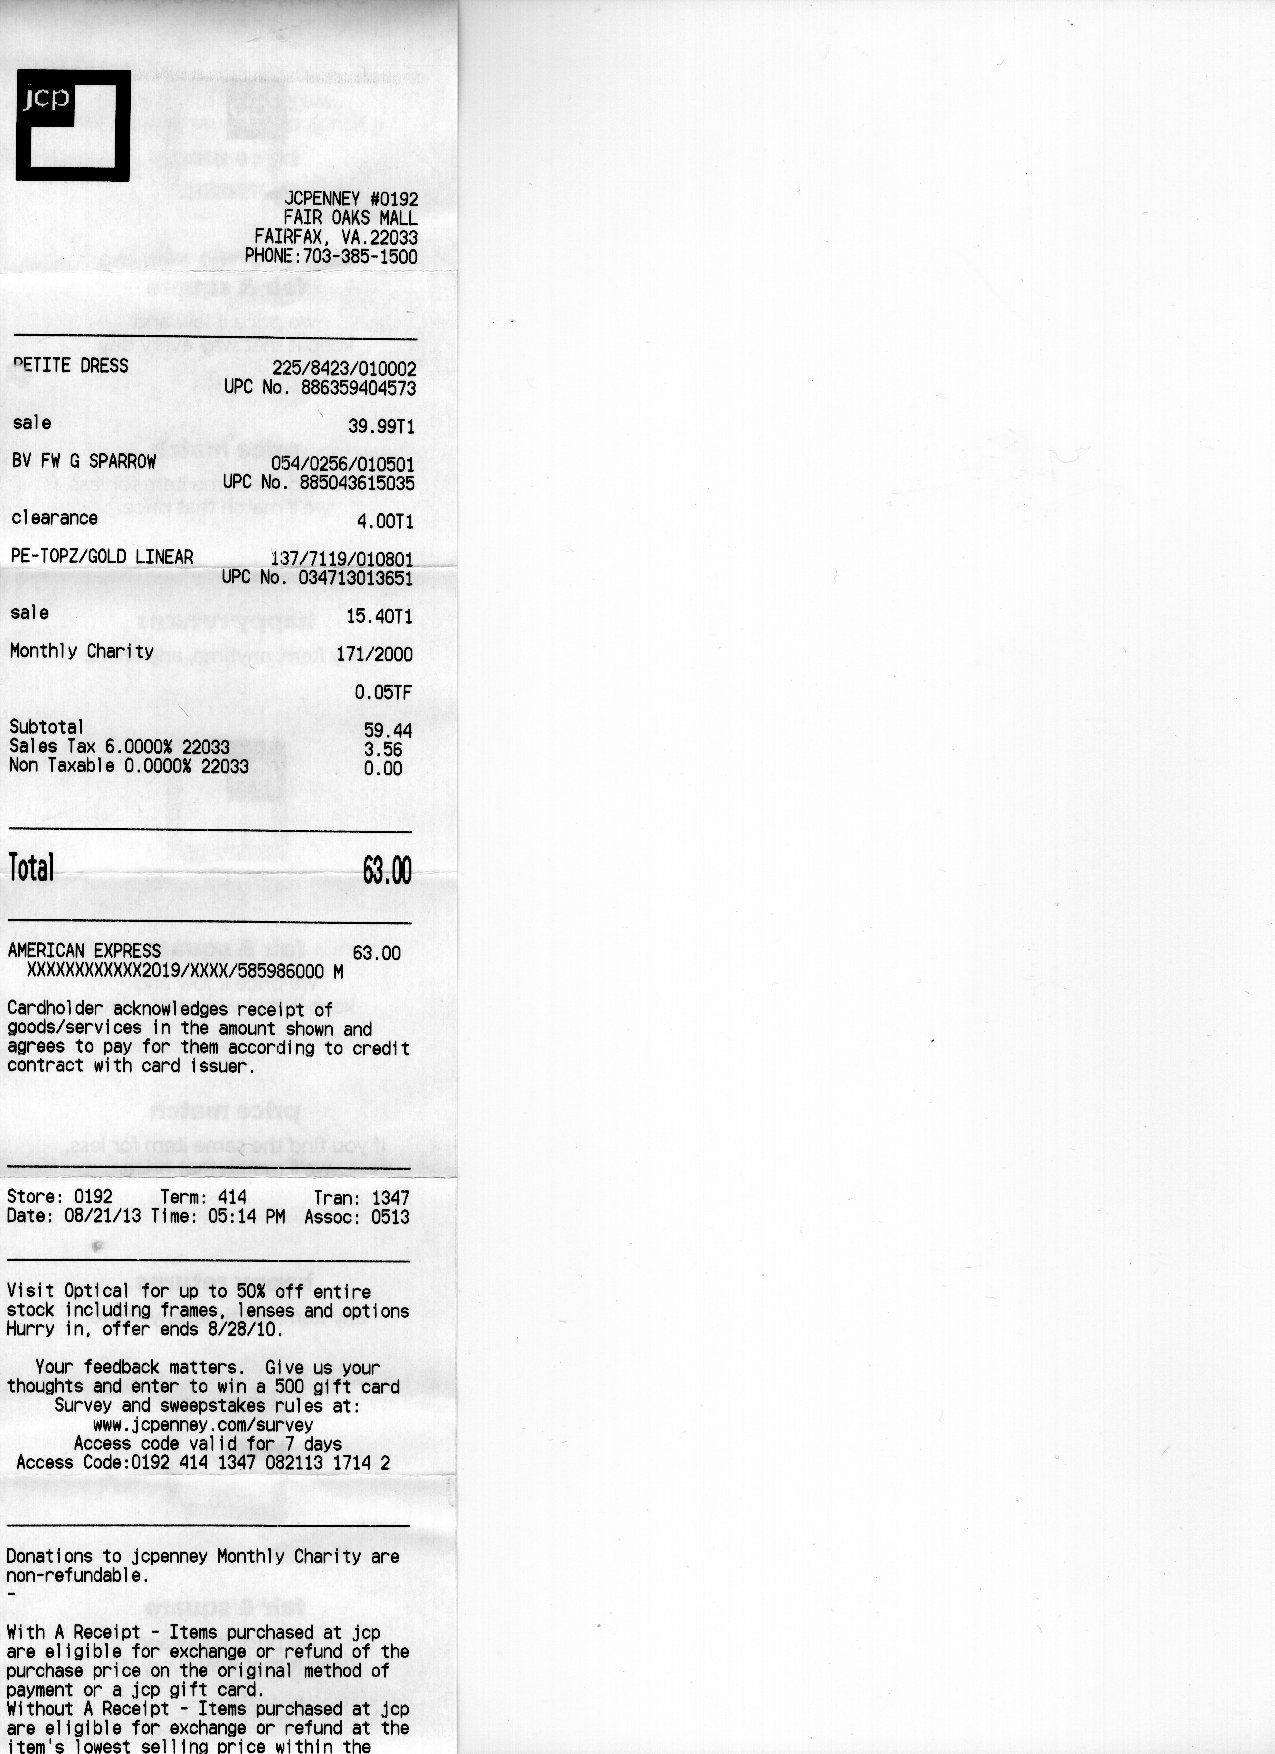 jcp
JCPENNEY #0192
FAIR OAKS MALL
FAIRFAX, VA.22033
PHONE:703-385-1500
PETITE DRESS 225/8423/010002
UPC No. 886359404573
sale 39.99T1
BV FW G SPARROW 054/0256/010501
UPC No. 885043615035
clearance 4.00T1
PE-TOPZ/GOLD LINEAR 137/7119/010801
UPC No. 034713013651
sale 15.40T1
Monthly Charity 171/2000
0.05TF
Subtotal 59.44
Sales Tax 6.0000% 22033 3.56
Non Taxable 0.0000% 22033 0.00
Total 63.00
AMERICAN EXPRESS 63.00
XXXXXXXXXXXX2019/XXXX/585986000 M
Cardholder acknowledges receipt of
goods/services in the amount shown and
agrees to pay for them according to credit
contract with card issuer.
Store: 0192 Term: 414 Tran: 1347
Date: 08/21/13 Time: 05:14 PM Assoc: 0513
Visit Optical for up to 50% off entire
stock including frames, lenses and options
Hurry in, offer ends 8/28/10.
Your feedback matters. Give us your
thoughts and enter to win a 500 gift card
Survey and sweepstakes rules at:
www.jcpenney.com/survey
Access code valid for 7 days
Access Code:0192 414 1347 082113 1714 2
Donations to jcpenney Monthly Charity are
non-refundable.
-
With A Receipt - Items purchased at jcp
are eligible for exchange or refund of the
purchase price on the original method of
payment or a jcp gift card.
Without A Receipt - Items purchased at jcp
are eligible for exchange or refund at the
item's lowest selling price within the